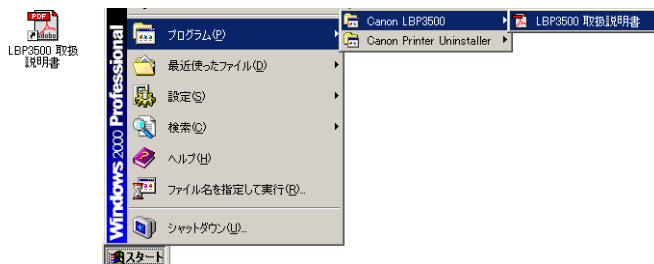 PDF
Adobe
LBP3500 取扱
説明書
Windows 2000 Professional
プログラム(P)
最近使ったファイル(D)
設定(S)
検索(C)
ヘルプ(H)
ファイル名を指定して実行(R)...
シャットダウン(U)...
スタート
Canon LBP3500
Canon Printer Uninstaller
LBP3500 取扱説明書